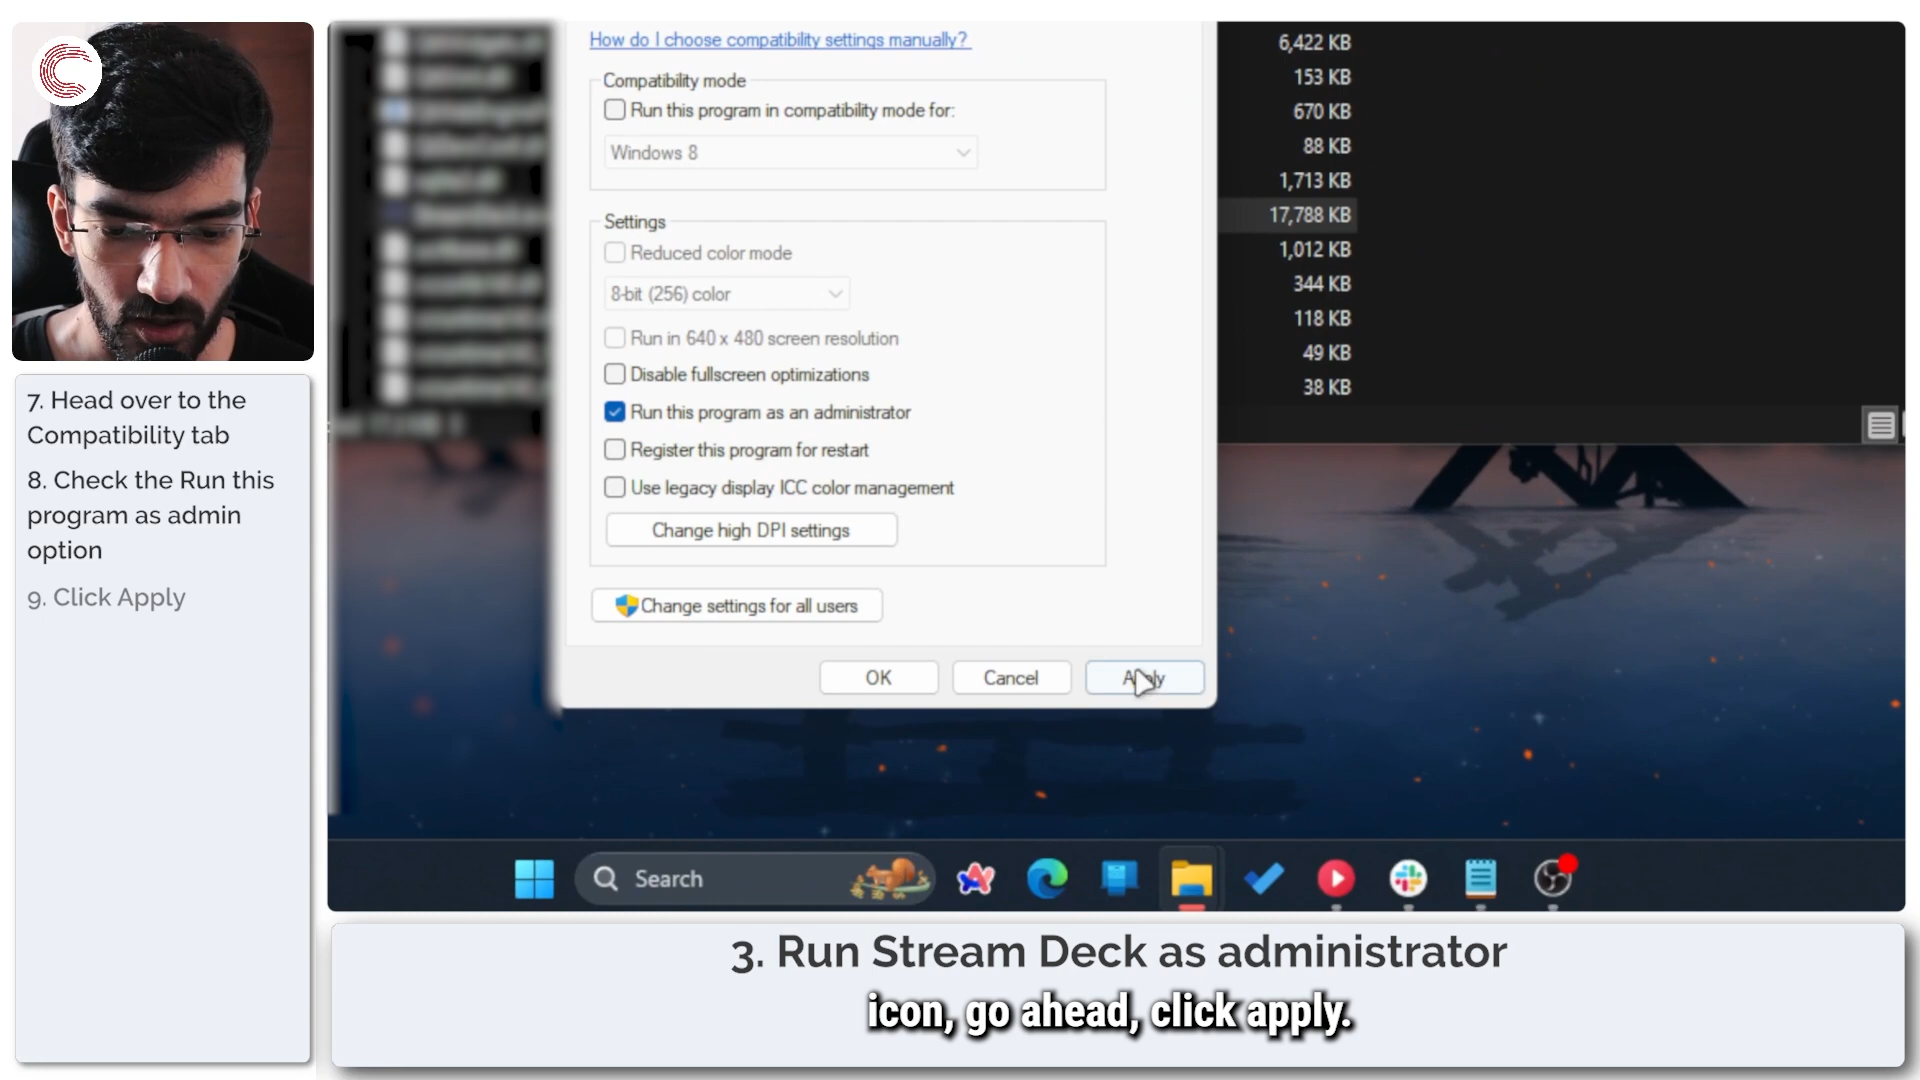 7. Head over to the
Compatibility tab
8. Check the Run this
program as admin
option
9. Click Apply
How do I choose compatibility settings manually?
Compatibility mode
Run this program in compatibility mode for:
Windows 8
Settings
Reduced color mode
8-bit (256) color
Run in 640 x 480 screen resolution
Disable fullscreen optimizations
Run this program as an administrator
Register this program for restart
Use legacy display ICC color management
Change high DPI settings
Change settings for all users
OK
Cancel
Apply
6,422 KB
153 KB
670 KB
88 KB
1,713 KB
17,788 KB
1,012 KB
344 KB
118 KB
49 KB
38 KB
Search
3. Run Stream Deck as administrator
icon, go ahead, click apply.